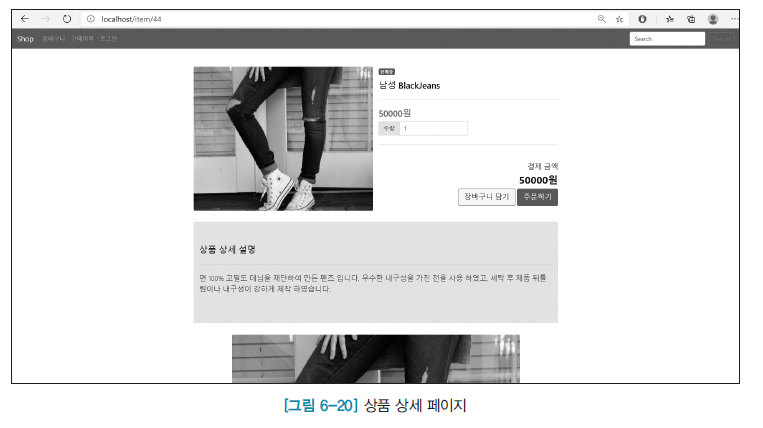 localhost/item/44
Shop 장바구니 구매이력 로그인 Search Search
판매중
남성 BlackJeans
50000원
수량 1
결제 금액
50000원
장바구니 담기 주문하기
상품 상세 설명
면 100% 고밀도 데님을 재단하여 만든 팬츠 입니다. 우수한 내구성을 가진 천을 사용 하였고, 세탁 후 제품 뒤틀
림이나 내구성이 강하게 제작 하였습니다.
[그림 6-20] 상품 상세 페이지